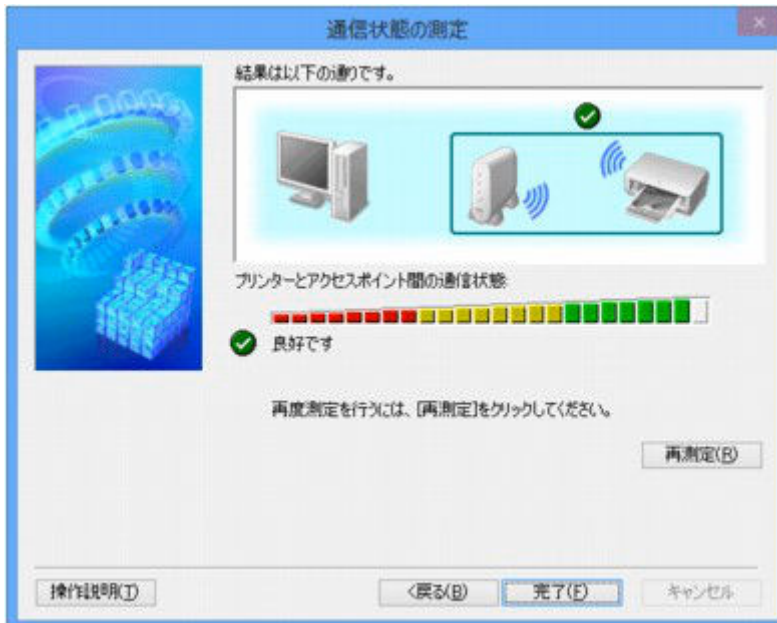 通信状態の測定
結果は以下の通りです。
プリンターとアクセスポイント間の通信状態:
良好です
再度測定を行うには、[再測定]をクリックしてください。
再測定(R)
操作説明(T)
<戻る(B)
完了(F)
キャンセル